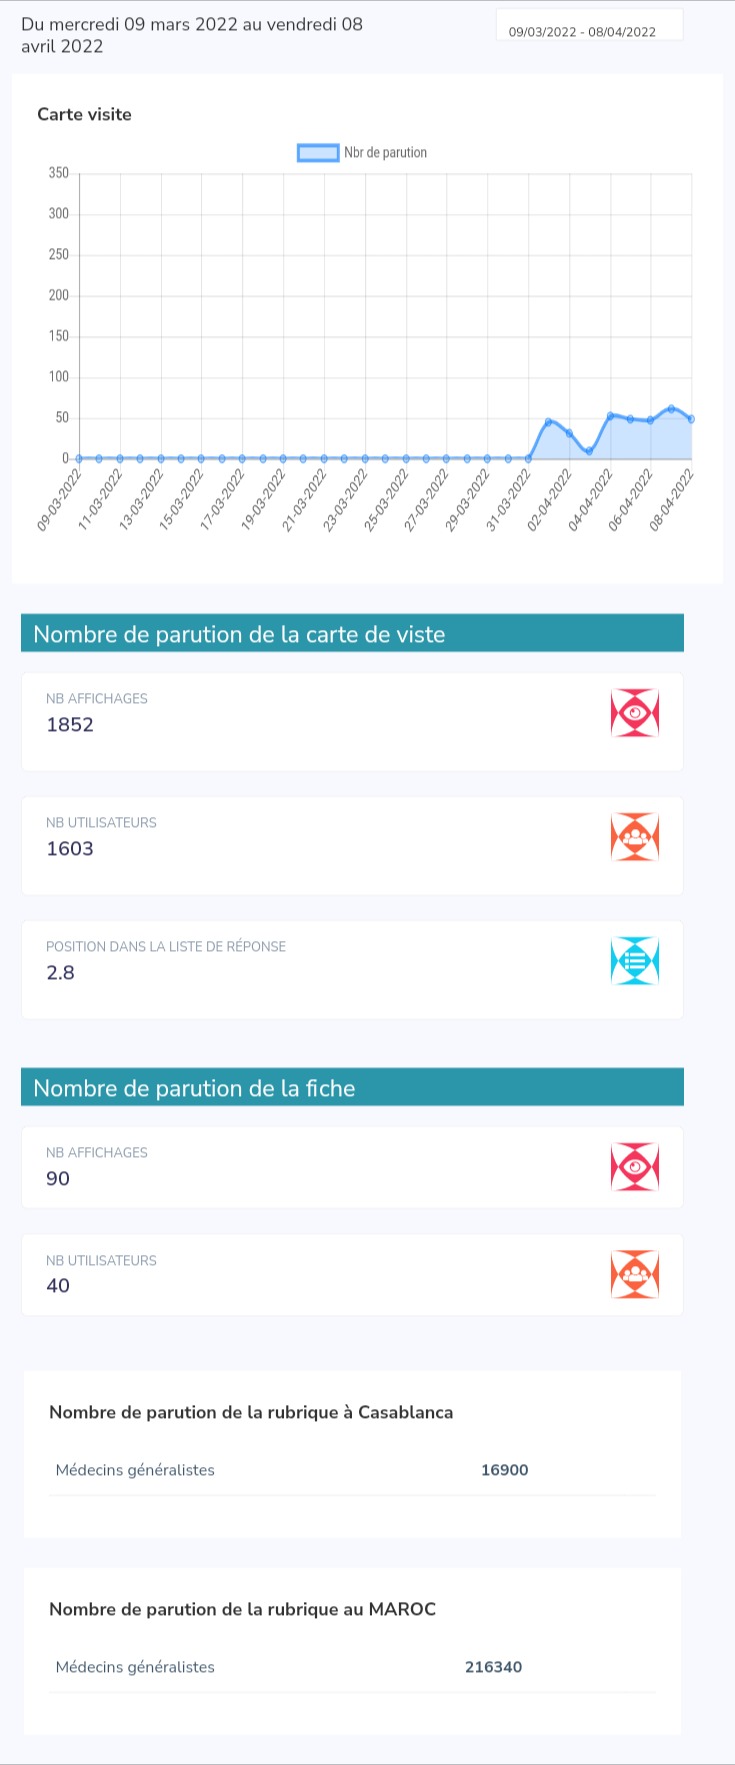 Du mercredi 09 mars 2022 au vendredi 08
avril 2022
09/03/2022 - 08/04/2022
Carte visite
Nbr de parution
350
300
250
200
150
100
50
0
09-03-2022
11-03-2022
13-03-2022
15-03-2022
17-03-2022
19-03-2022
21-03-2022
23-03-2022
25-03-2022
27-03-2022
29-03-2022
31-03-2022
02-04-2022
04-04-2022
06-04-2022
08-04-2022
Nombre de parution de la carte de viste
NB AFFICHAGES
1852
NB UTILISATEURS
1603
POSITION DANS LA LISTE DE RÉPONSE
2.8
Nombre de parution de la fiche
NB AFFICHAGES
90
NB UTILISATEURS
40
Nombre de parution de la rubrique à Casablanca
Médecins généralistes 16900
Nombre de parution de la rubrique au MAROC
Médecins généralistes 216340